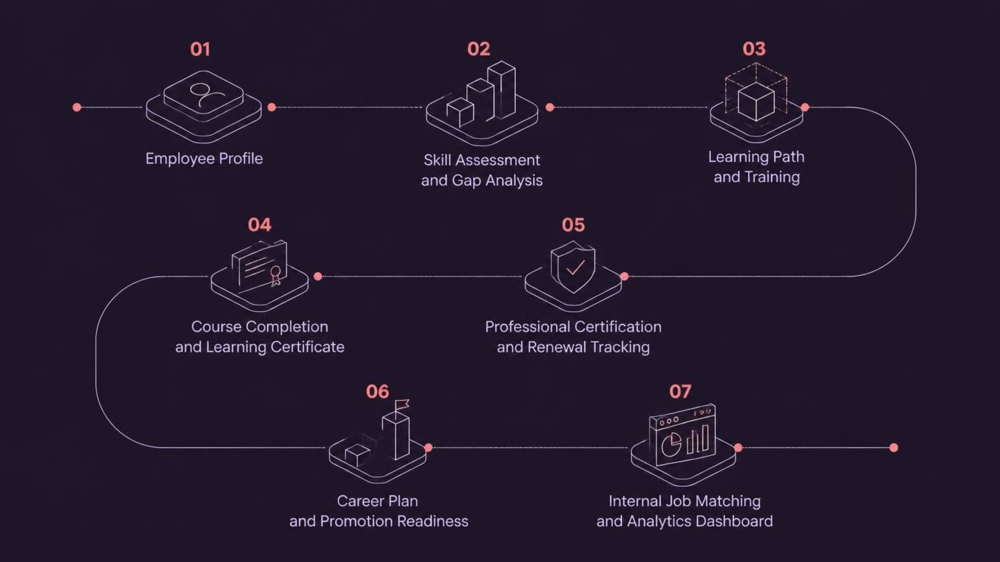 01
Employee Profile
02
Skill Assessment
and Gap Analysis
03
Learning Path
and Training
04
Course Completion
and Learning Certificate
05
Professional Certification
and Renewal Tracking
06
Career Plan
and Promotion Readiness
07
Internal Job Matching
and Analytics Dashboard